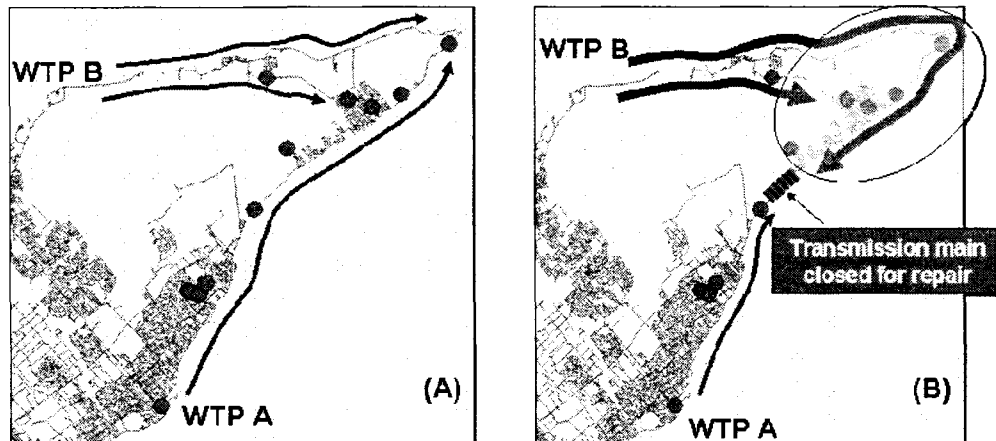 WTP B
WTP A
(A)
WTP B
Transmission main
closed for repair
WTP A
(B)